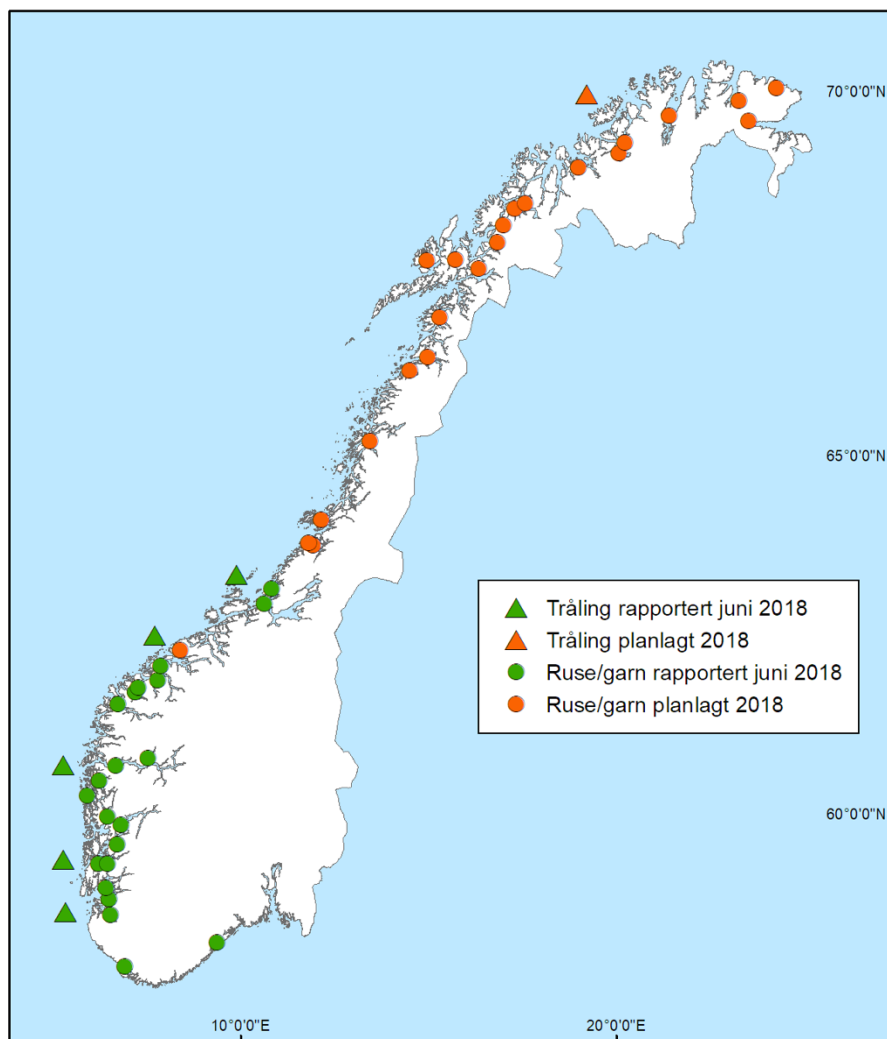 70°0'0"N
65°0'0"N
Tråling rapportert juni 2018
Tråling planlagt 2018
Ruse/garn rapportert juni 2018
Ruse/garn planlagt 2018
60°0'0"N
10°0'0"E
20°0'0"E